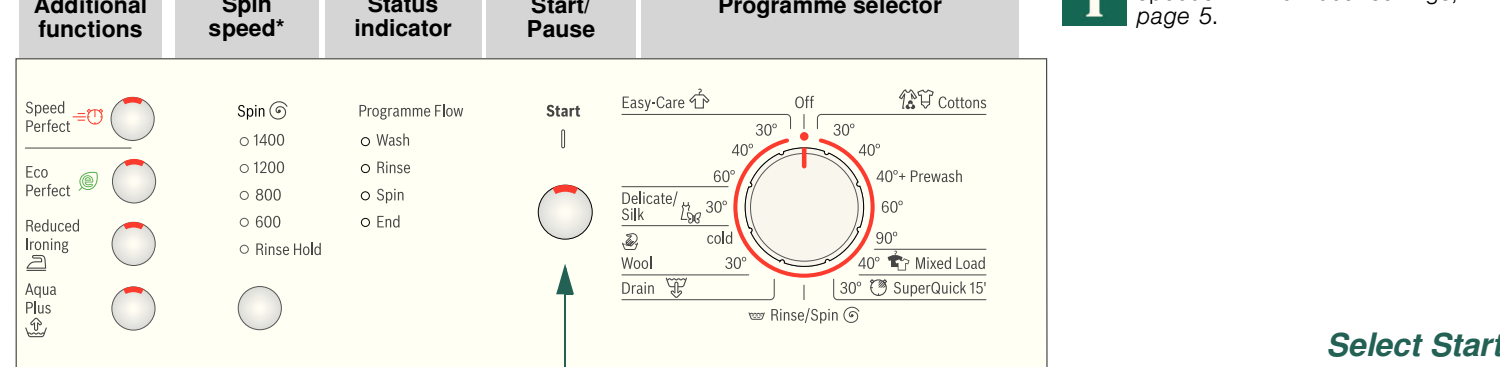 Additional
functions
Spin
speed*
Status
indicator
Start/
Pause
Programme selector
page 5.
Speed
Perfect
Eco
Perfect
Reduced
Ironing
Aqua
Plus
Spin
1400
1200
800
600
Rinse Hold
Programme Flow
Wash
Rinse
Spin
End
Start
Easy-Care
30°
40°
60°
Delicate/
Silk
30°
cold
Wool 30°
Drain
Off
Cottons
30°
40°
40°+ Prewash
60°
90°
40° Mixed Load
30° SuperQuick 15'
Rinse/Spin
Select Start